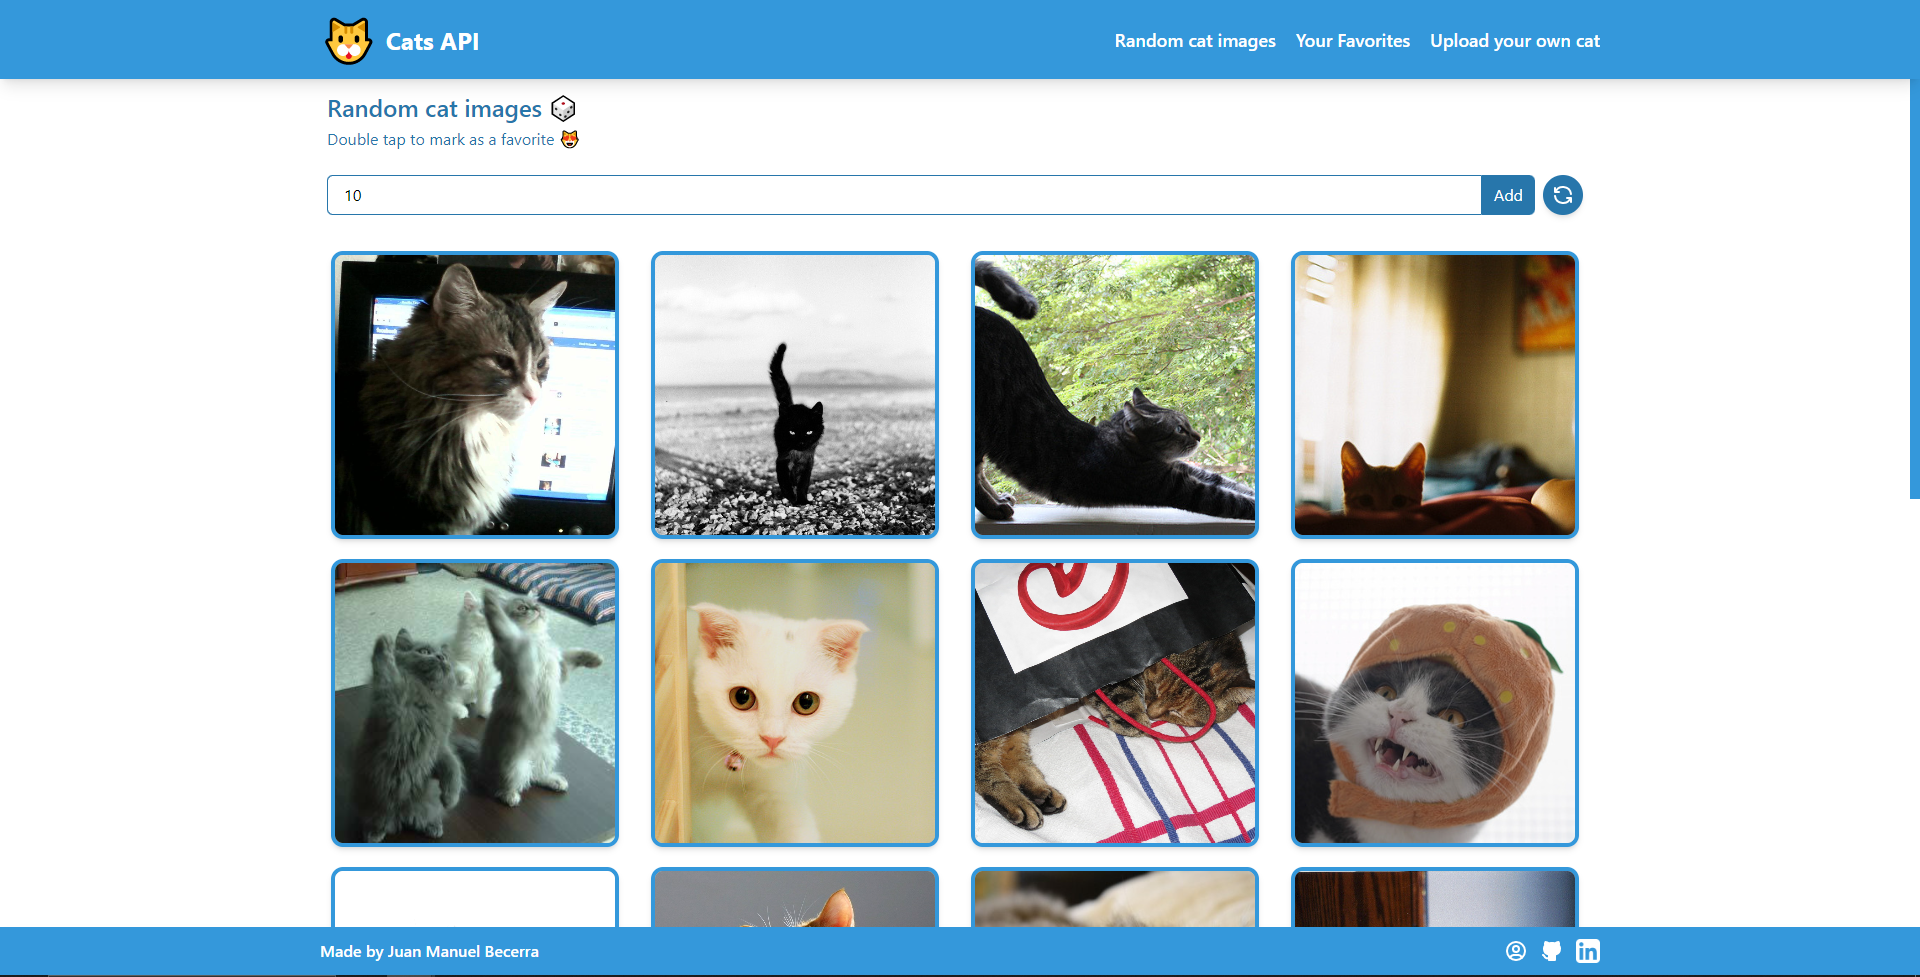 Cats API
Random cat images
Your Favorites
Upload your own cat
Random cat images
Double tap to mark as a favorite
10
Add
Made by Juan Manuel Becerra
in